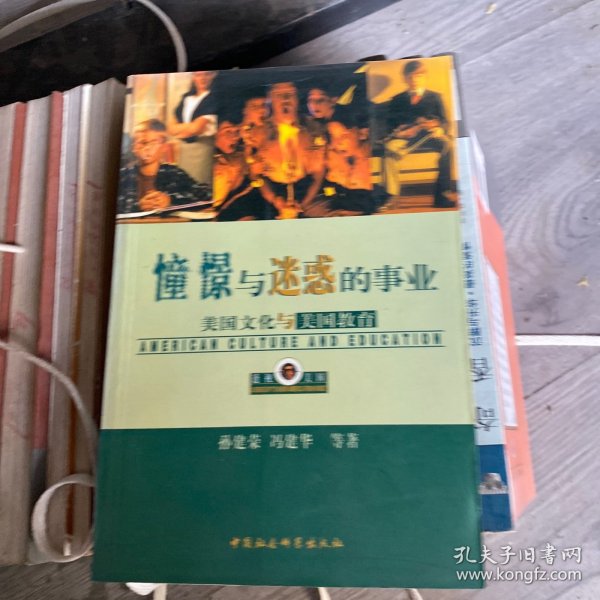 憧憬与迷惑的事业
美国文化与美国教育
AMERICAN CULTURE AND EDUCATION
孙建荣 冯建华 等著
中国社会科学出版社
孔夫子旧书网
www.kongfz.com